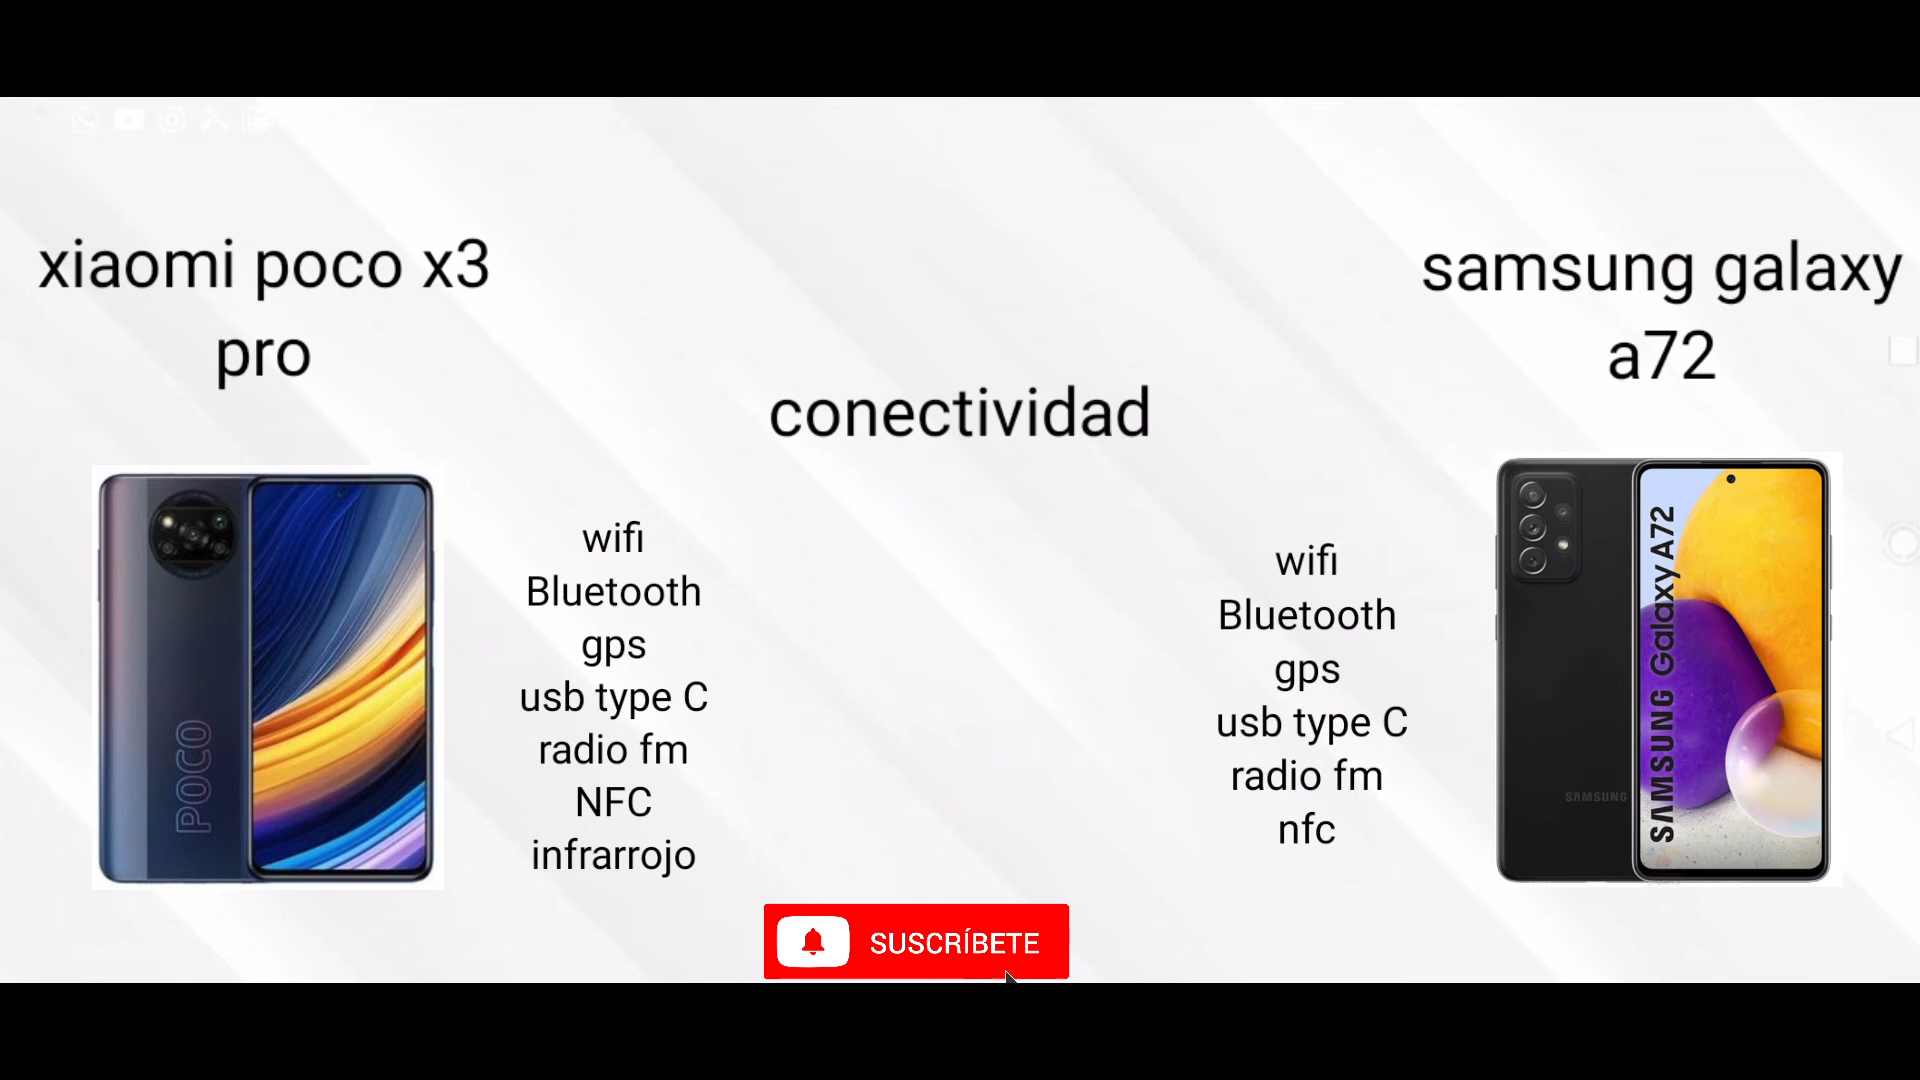 xiaomi poco x3
pro
samsung galaxy
a72
conectividad
wifi
Bluetooth
gps
usb type C
radio fm
NFC
infrarrojo
wifi
Bluetooth
gps
usb type C
radio fm
nfc
POCO
SAMSUNG
SAMSUNG Galaxy A72
SUSCRÍBETE